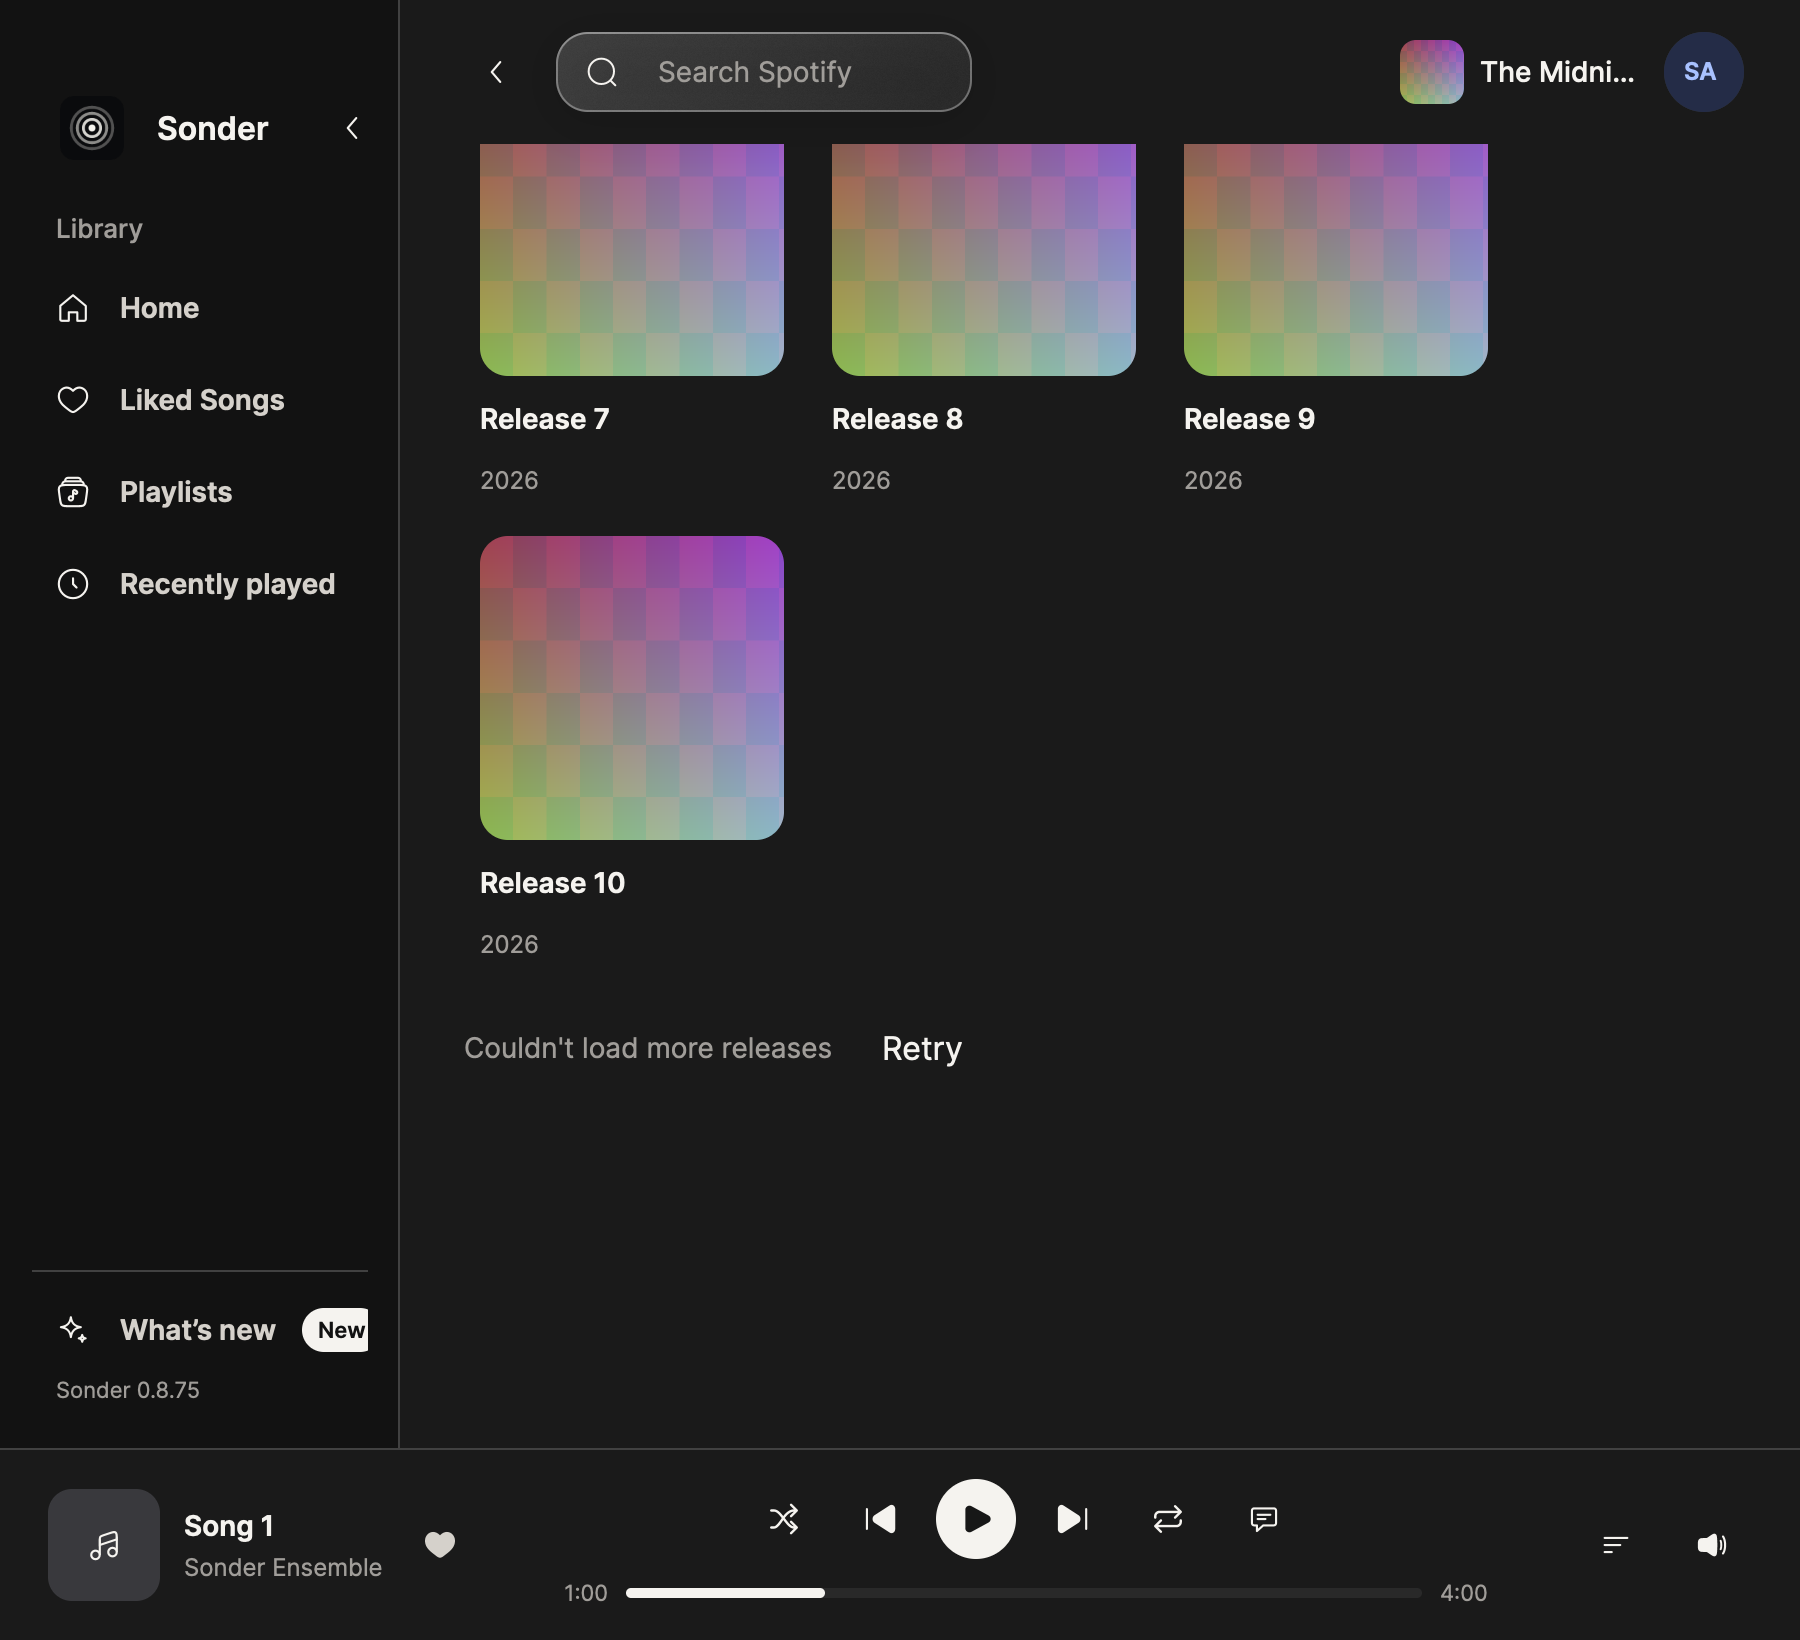 Sonder
Library
Home
Liked Songs
Playlists
Recently played
What’s new New
Sonder 0.8.75
Search Spotify
The Midni...
SA
Release 7
2026
Release 8
2026
Release 9
2026
Release 10
2026
Couldn't load more releases Retry
Song 1
Sonder Ensemble
1:00
4:00